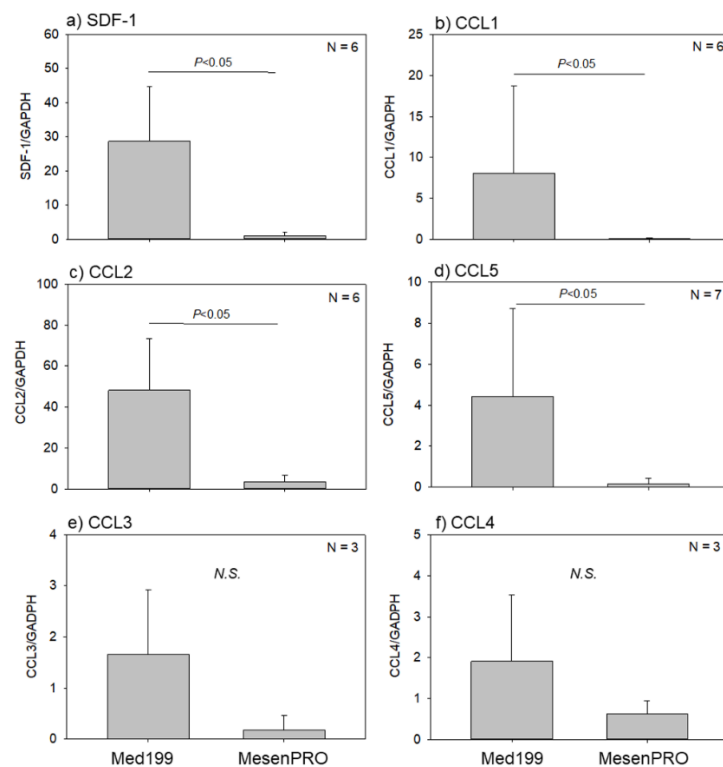 a) SDF-1
N = 6
P<0.05
SDF-1/GAPDH
60
50
40
30
20
10
0
b) CCL1
N = 6
P<0.05
CCL1/GADPH
25
20
15
10
5
0
c) CCL2
N = 6
P<0.05
CCL2/GAPDH
100
80
60
40
20
0
d) CCL5
N = 7
P<0.05
CCL5/GADPH
10
8
6
4
2
0
e) CCL3
N = 3
N.S.
CCL3/GADPH
4
3
2
1
0
Med199 MesenPRO
f) CCL4
N = 3
N.S.
CCL4/GADPH
5
4
3
2
1
0
Med199 MesenPRO